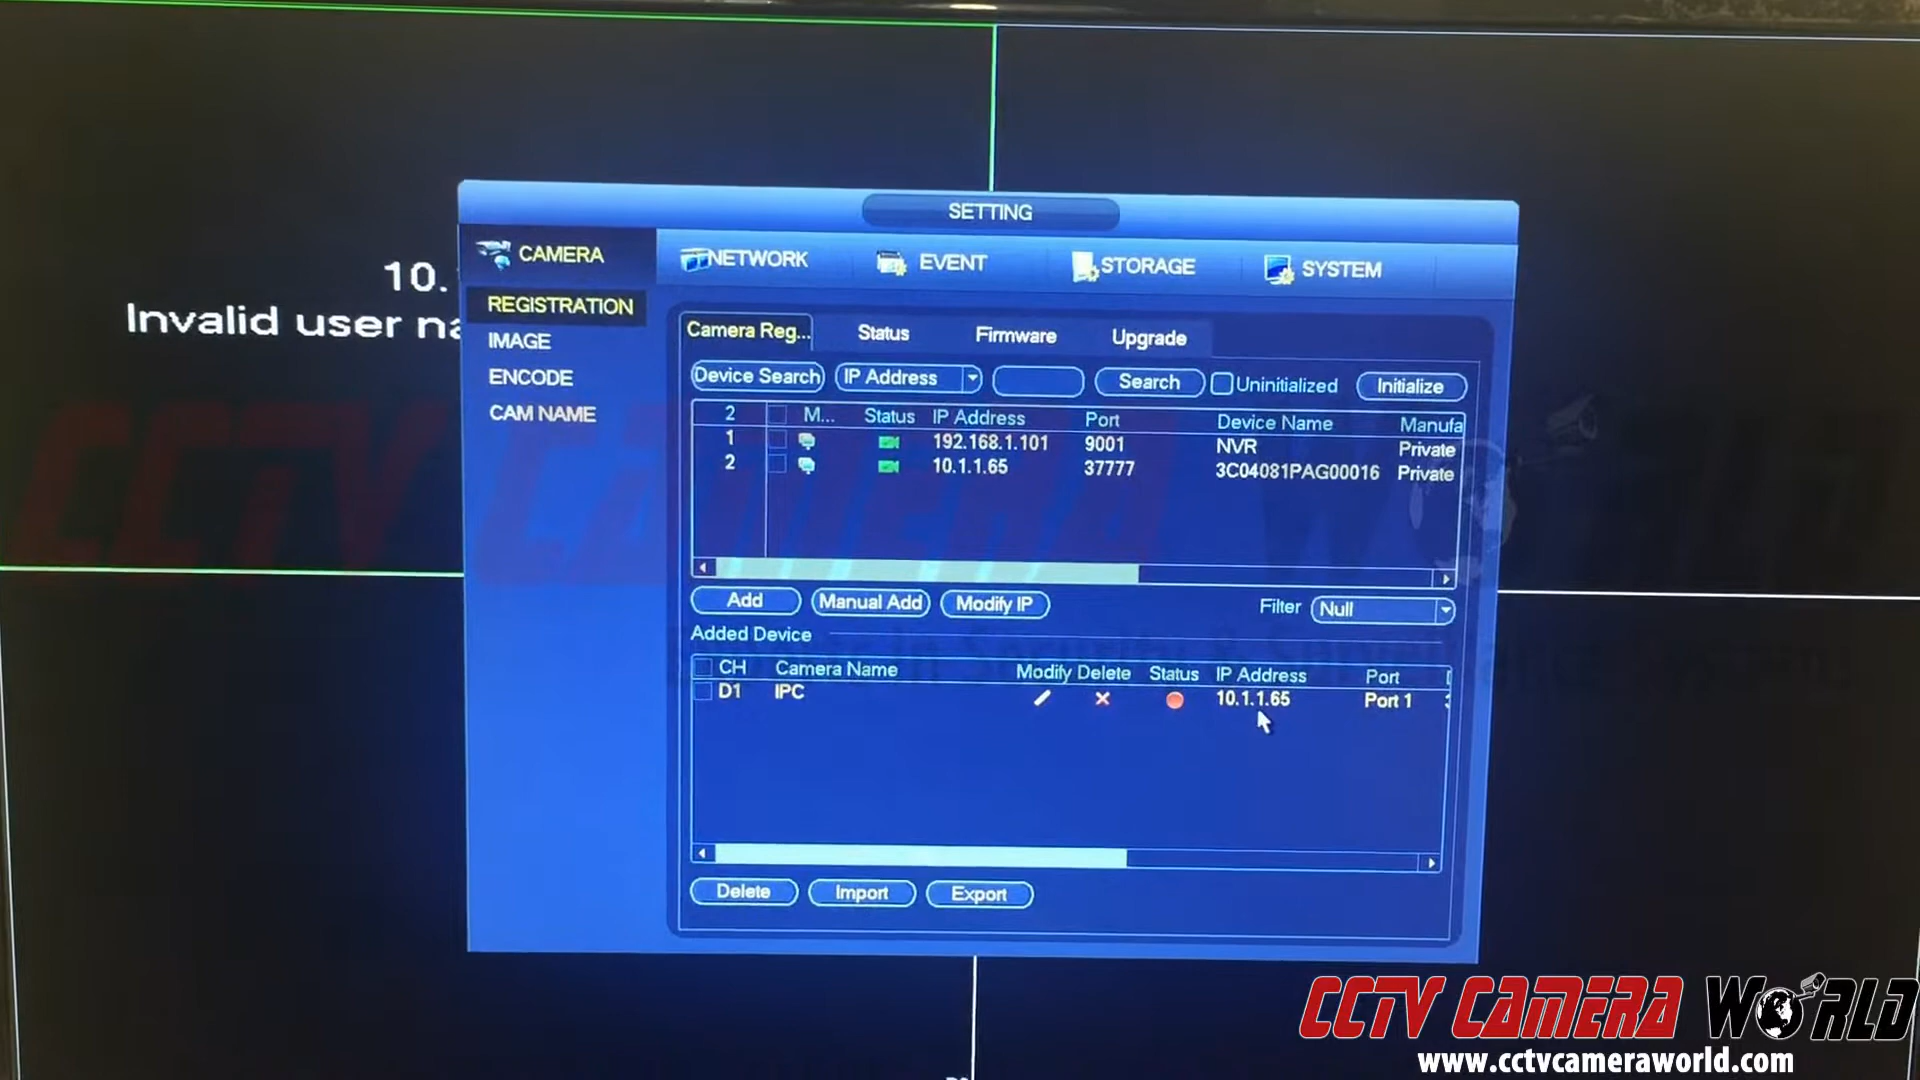 SETTING
CAMERA NETWORK EVENT STORAGE SYSTEM
10.
Invalid user na
REGISTRATION
IMAGE
ENCODE
CAM NAME
Camera Reg... Status Firmware Upgrade
Device Search IP Address Search Uninitialized Initialize
2 M... Status IP Address Port Device Name Manufa
1 192.168.1.101 9001 NVR Private
2 10.1.1.65 37777 3C04081PAG00016 Private
Add Manual Add Modify IP Filter Null
Added Device
CH Camera Name Modify Delete Status IP Address Port
D1 IPC 10.1.1.65 Port 1
Delete Import Export
CCTV CAMERA WORLD
CCTV CAMERA WORLD
www.cctvcameraworld.com